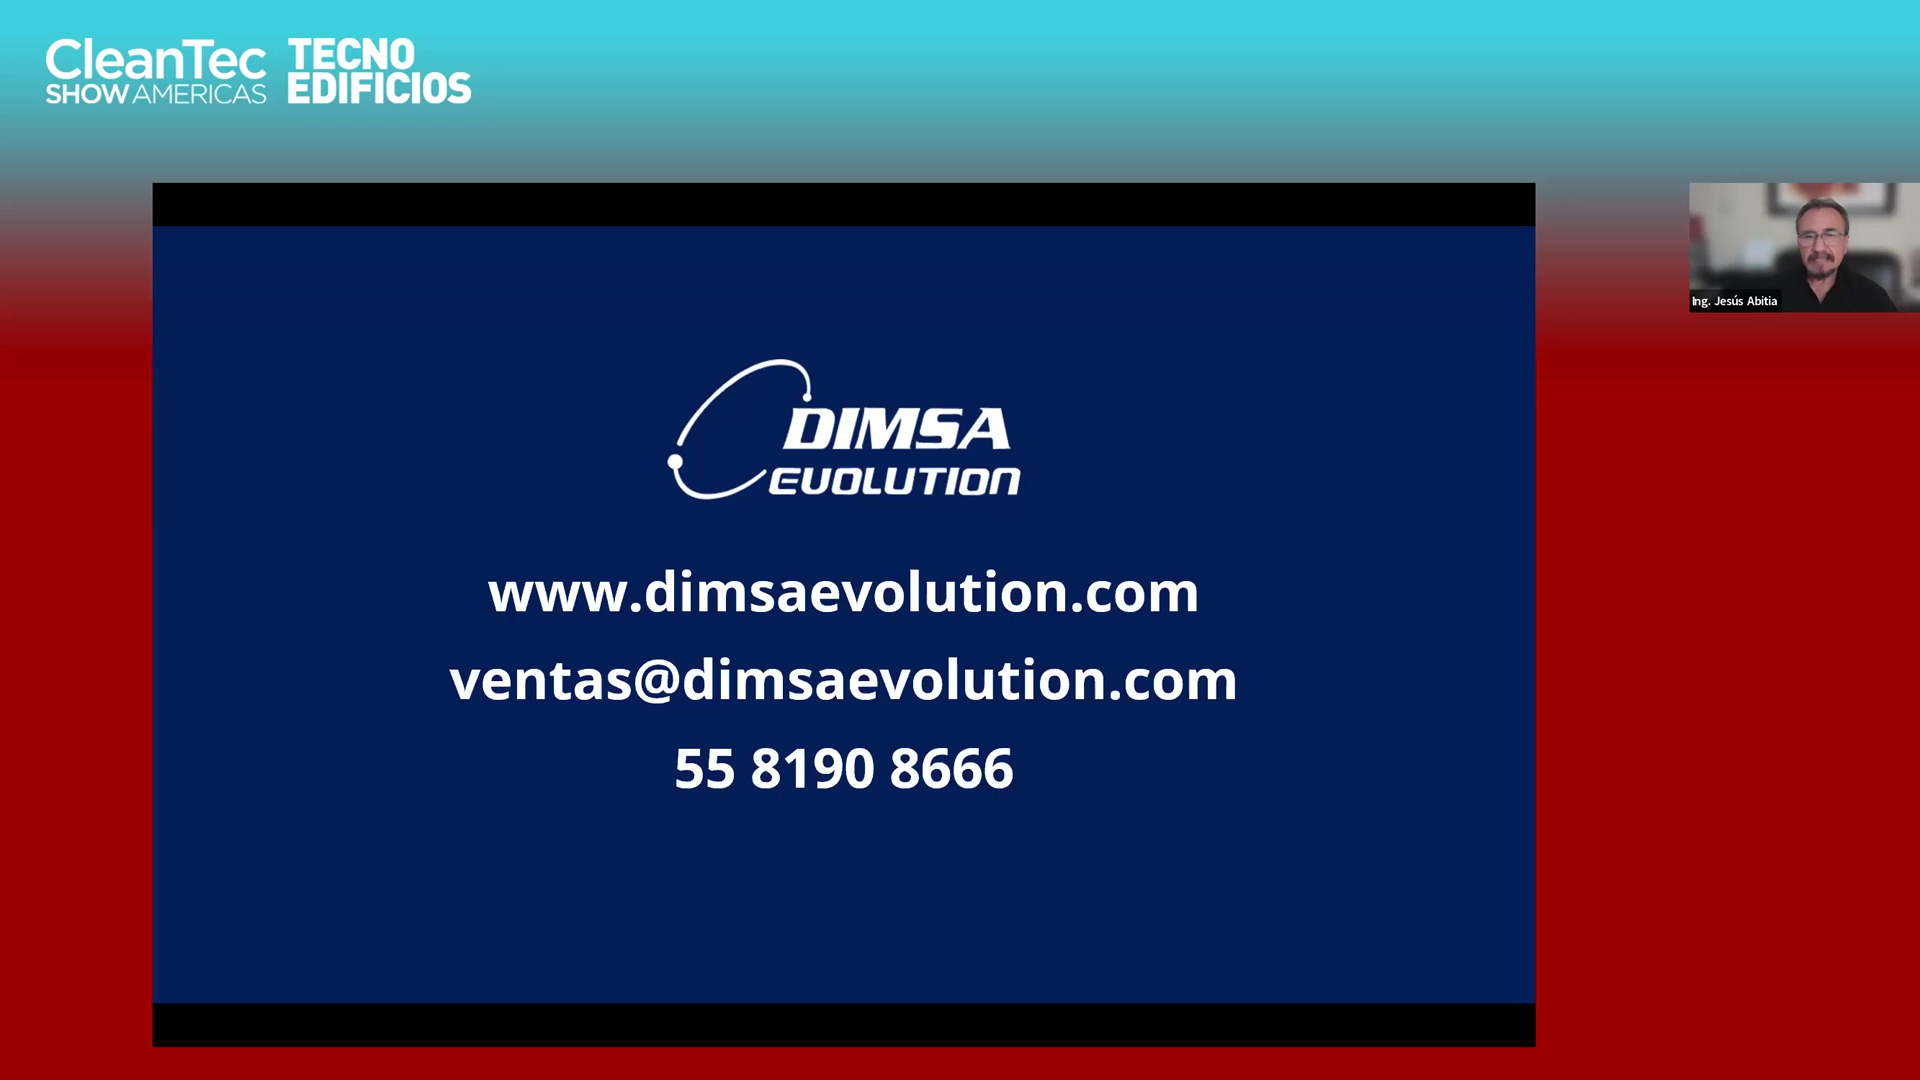 CleanTec
SHOW AMERICAS
TECNO
EDIFICIOS
Ing. Jesús Abitia
DIMSA
EVOLUTION
www.dimsaevolution.com
ventas@dimsaevolution.com
55 8190 8666